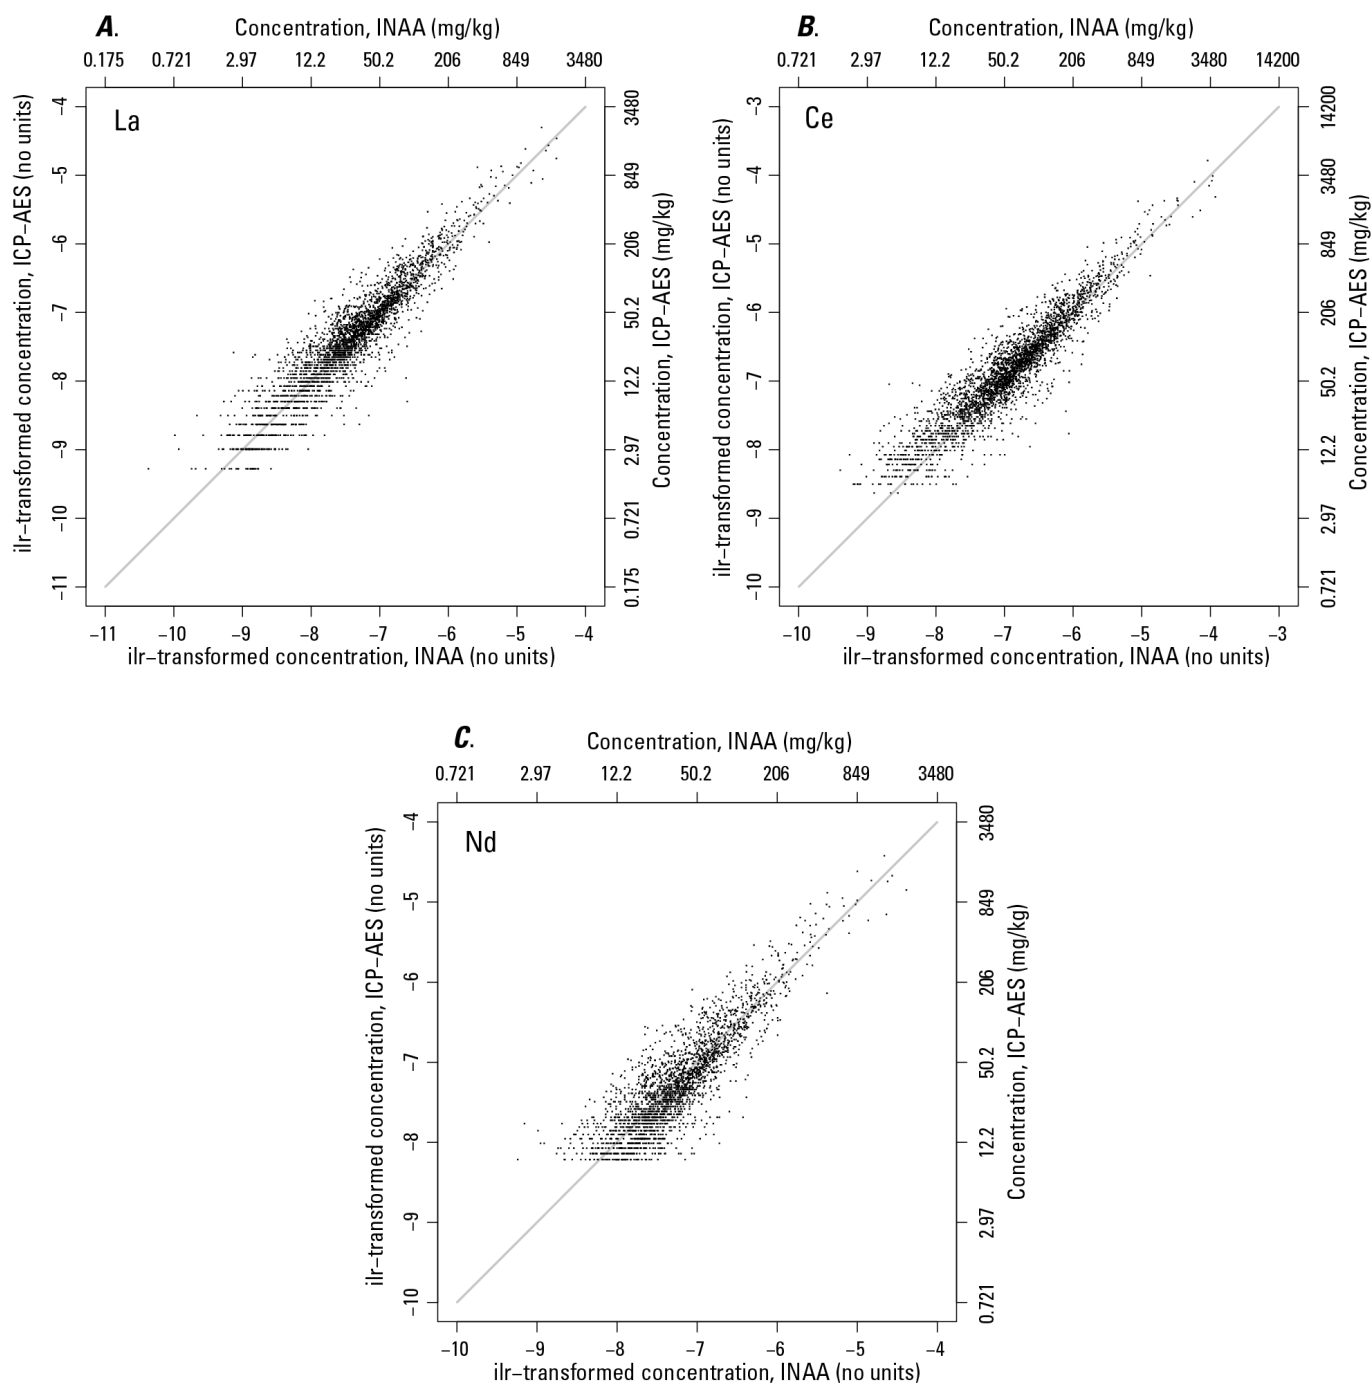 A.
Concentration, INAA (mg/kg)
0.175 0.721 2.97 12.2 50.2 206 849 3480
La
ilr–transformed concentration, ICP–AES (no units)
−4 −5 −6 −7 −8 −9 −10 −11
3480 849 206 50.2 12.2 2.97 0.721 0.175
Concentration, ICP–AES (mg/kg)
−11 −10 −9 −8 −7 −6 −5 −4
ilr–transformed concentration, INAA (no units)
B.
Concentration, INAA (mg/kg)
0.721 2.97 12.2 50.2 206 849 3480 14200
Ce
ilr–transformed concentration, ICP–AES (no units)
−3 −4 −5 −6 −7 −8 −9 −10
14200 3480 849 206 50.2 12.2 2.97 0.721
Concentration, ICP–AES (mg/kg)
−10 −9 −8 −7 −6 −5 −4 −3
ilr–transformed concentration, INAA (no units)
C.
Concentration, INAA (mg/kg)
0.721 2.97 12.2 50.2 206 849 3480
Nd
ilr–transformed concentration, ICP–AES (no units)
−4 −5 −6 −7 −8 −9 −10
3480 849 206 50.2 12.2 2.97 0.721
Concentration, ICP–AES (mg/kg)
−10 −9 −8 −7 −6 −5 −4
ilr–transformed concentration, INAA (no units)